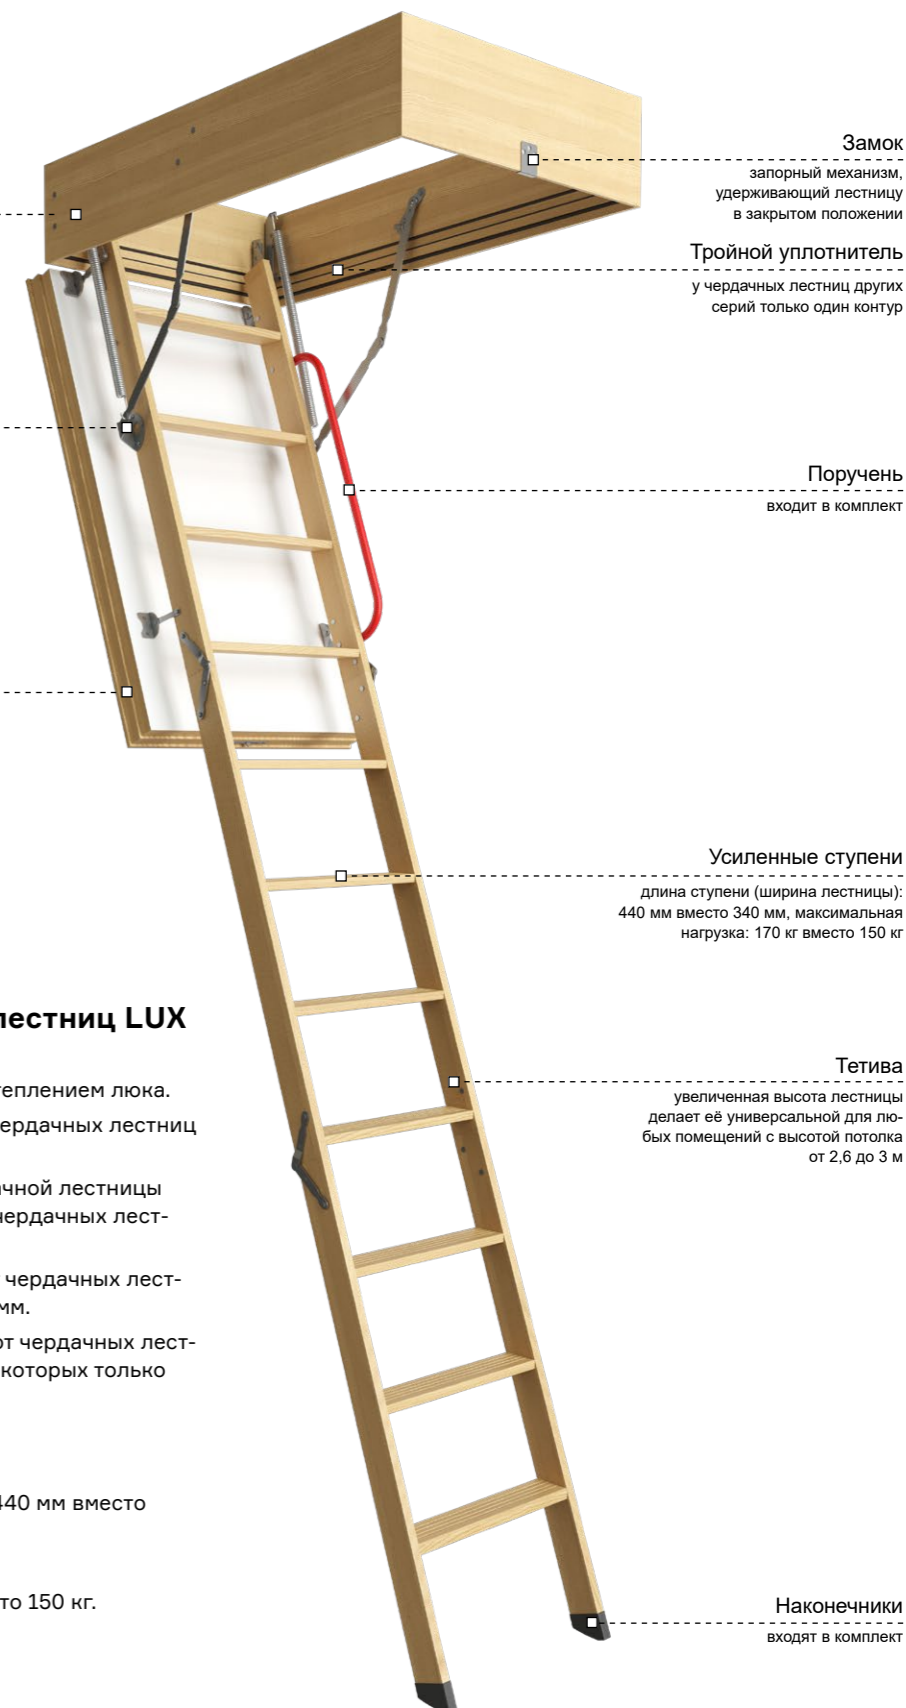 Замок
запорный механизм,
удерживающий лестницу
в закрытом положении
Тройной уплотнитель
у чердачных лестниц других
серий только один контур
Поручень
входит в комплект
Усиленные ступени
длина ступени (ширина лестницы):
440 мм вместо 340 мм, максимальная
нагрузка: 170 кг вместо 150 кг
лестниц LUX
Тетива
увеличенная высота лестницы
делает её универсальной для лю-
бых помещений с высотой потолка
от 2,6 до 3 м
теплением люка.
ердачных лестниц
ачной лестницы
чердачных лест-
чердачных лест-
мм.
от чердачных лест-
которых только
440 мм вместо
то 150 кг.
Наконечники
входят в комплект